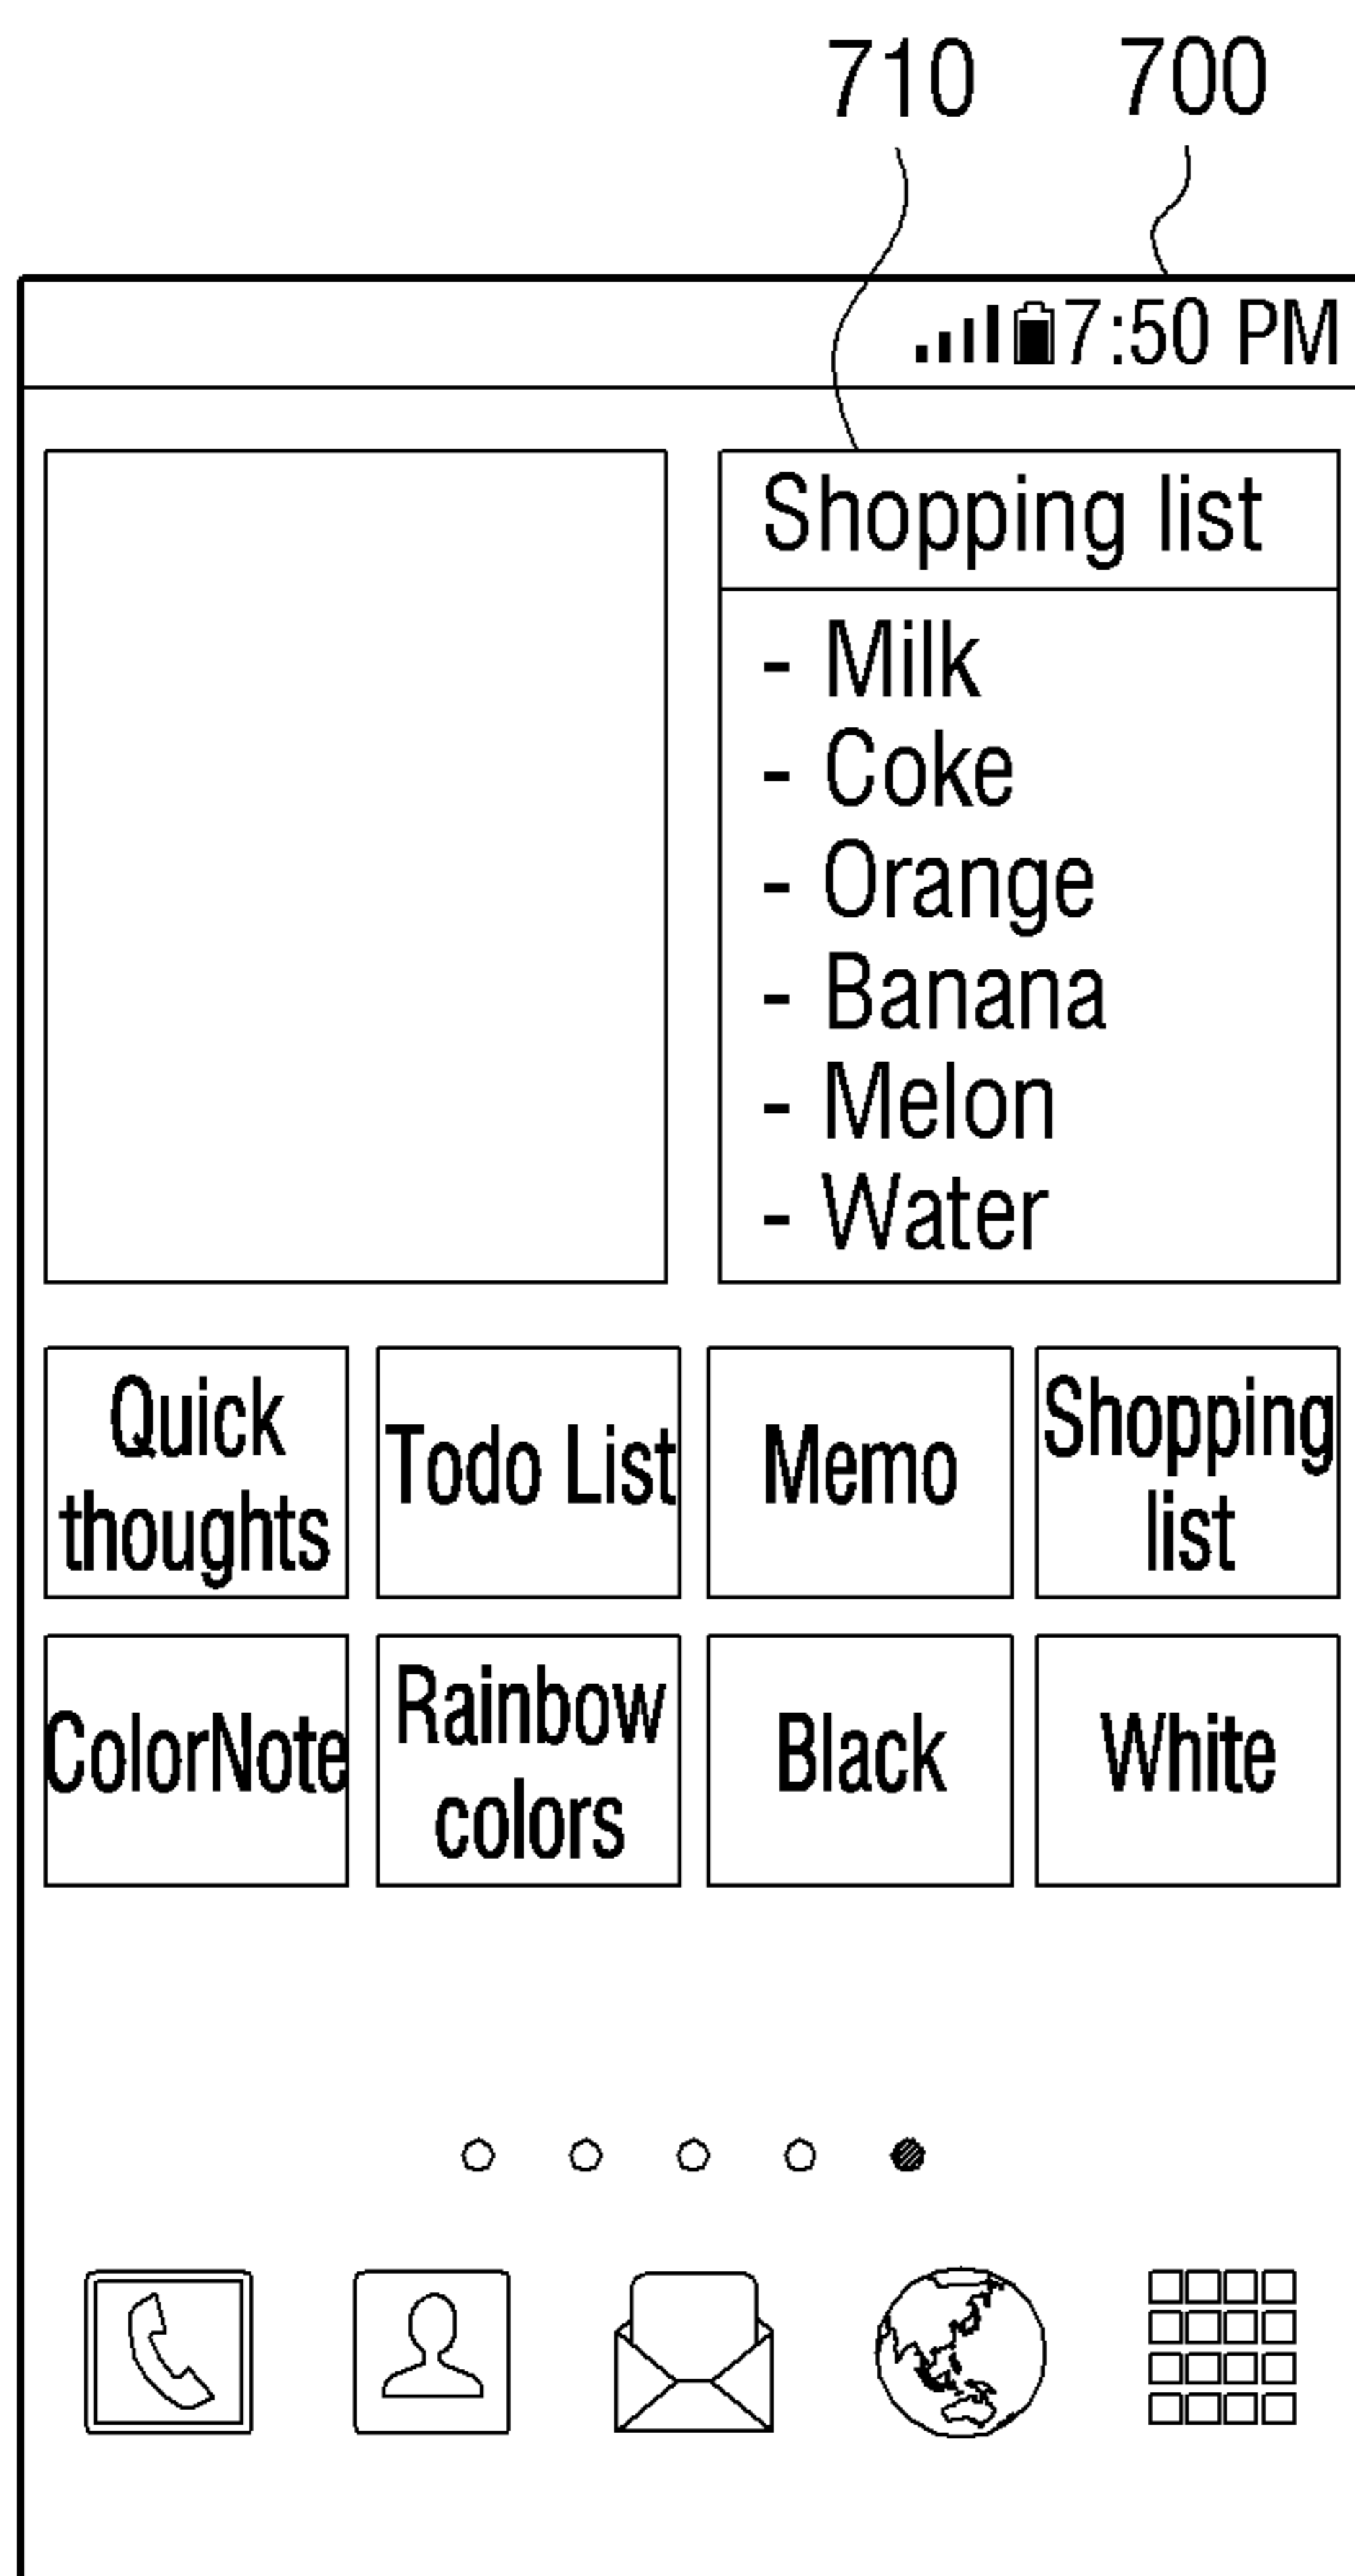 710 700
7:50 PM
Shopping list
- Milk
- Coke
- Orange
- Banana
- Melon
- Water
Quick
thoughts
Todo List
Memo
Shopping
list
ColorNote
Rainbow
colors
Black
White